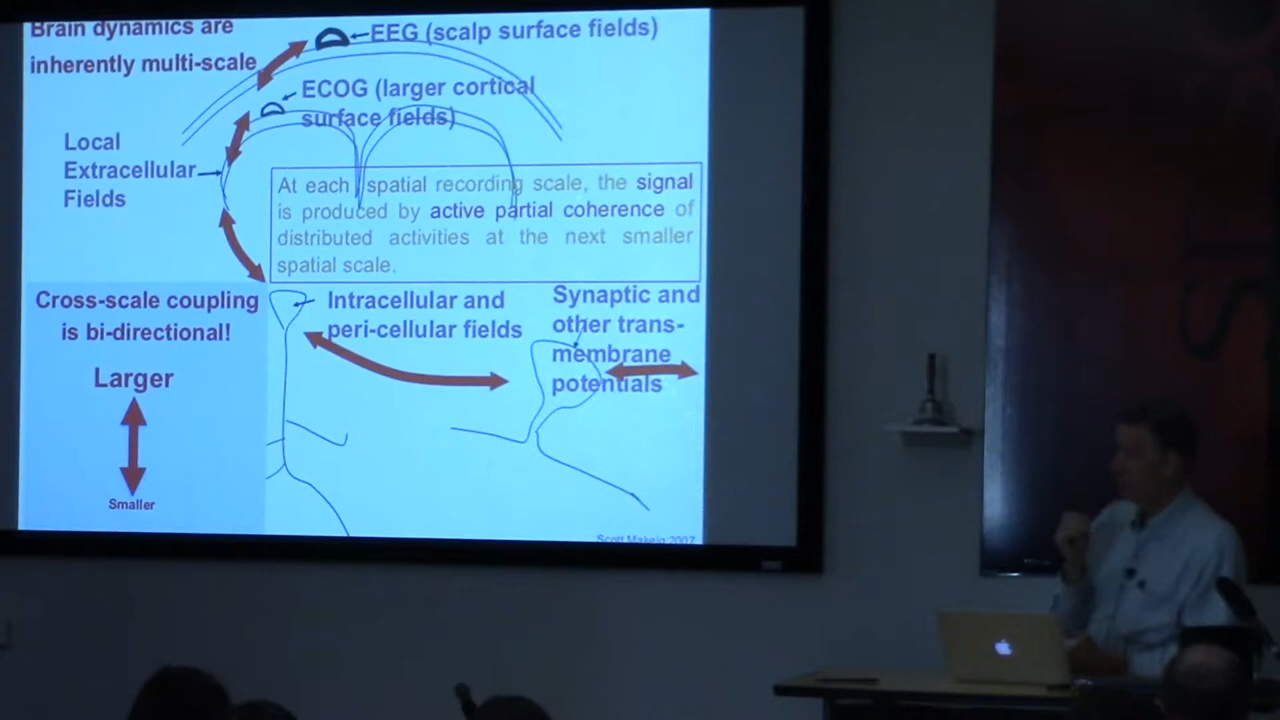 Brain dynamics are
inherently multi-scale
EEG (scalp surface fields)
ECOG (larger cortical
surface fields)
Local
Extracellular
Fields
At each spatial recording scale, the signal
is produced by active partial coherence of
distributed activities at the next smaller
spatial scale.
Cross-scale coupling
is bi-directional!
Larger
Smaller
Intracellular and
peri-cellular fields
Synaptic and
other trans-
membrane
potentials
Scott Makeig 2007